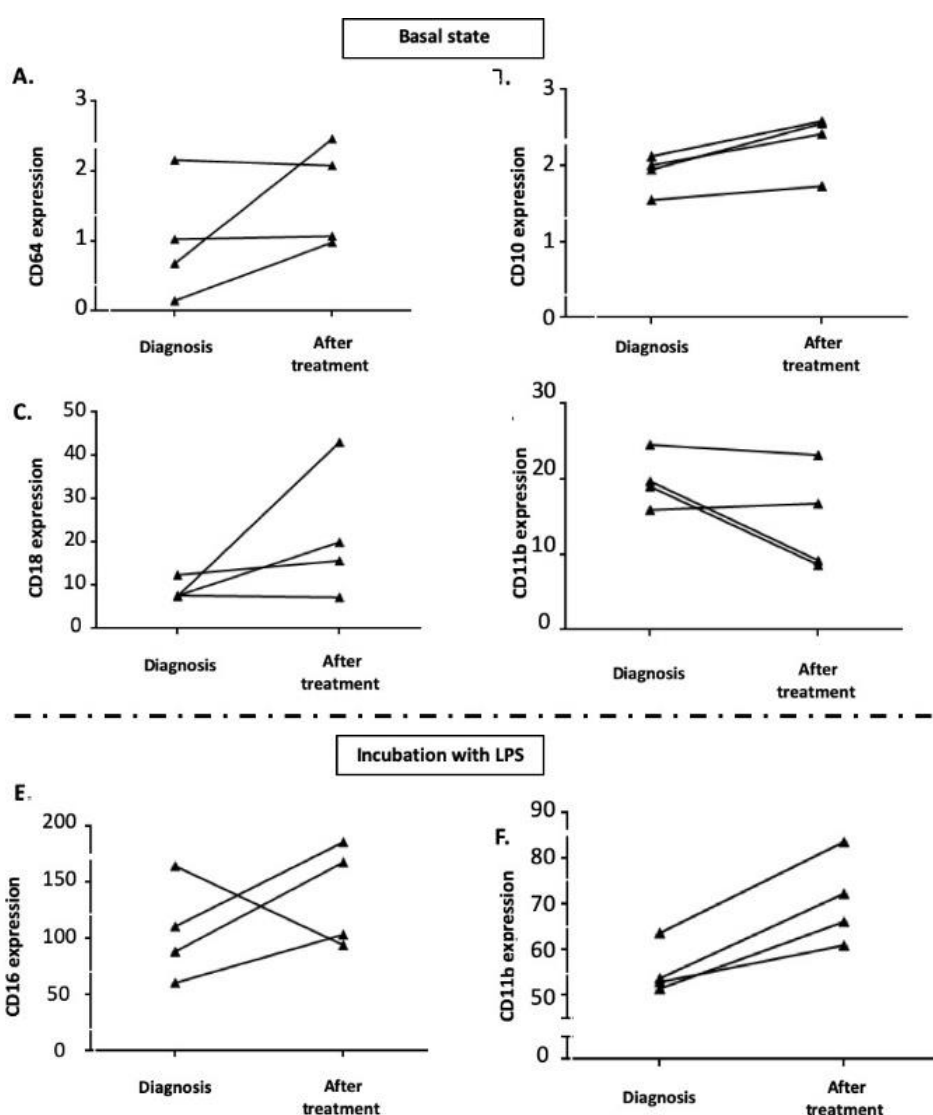 Basal state
A.
CD64 expression
3
2
1
0
Diagnosis
After
treatment
CD10 expression
3
2
1
0
Diagnosis
After
treatment
C.
CD18 expression
50
40
30
20
10
0
Diagnosis
After
treatment
CD11b expression
30
20
10
0
Diagnosis
After
treatment
Incubation with LPS
E.
CD16 expression
200
150
100
50
0
Diagnosis
After
treatment
F.
CD11b expression
90
80
70
60
50
0
Diagnosis
After
treatment